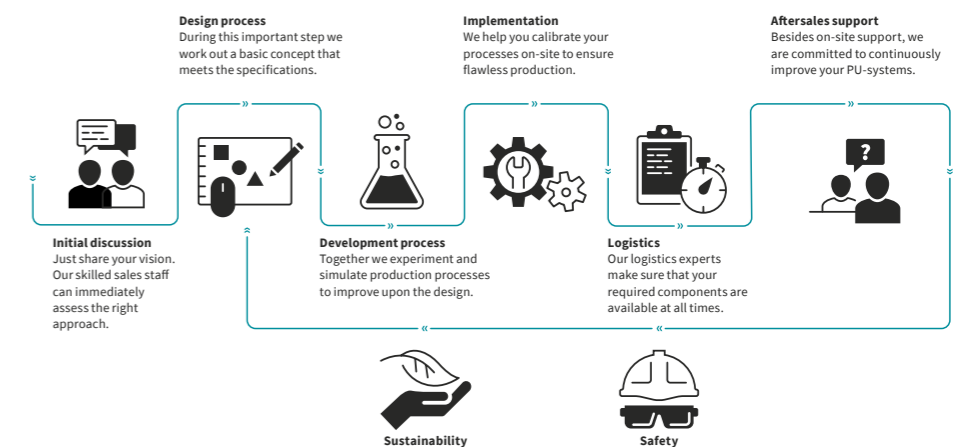 Design process
During this important step we
work out a basic concept that
meets the specifications.
Implementation
We help you calibrate your
processes on-site to ensure
flawless production.
Aftersales support
Besides on-site support, we
are committed to continuously
improve your PU-systems.
?
Initial discussion
Just share your vision.
Our skilled sales staff
can immediately
assess the right
approach.
Development process
Together we experiment and
simulate production processes
to improve upon the design.
Logistics
Our logistics experts
make sure that your
required components are
available at all times.
Sustainability
Safety